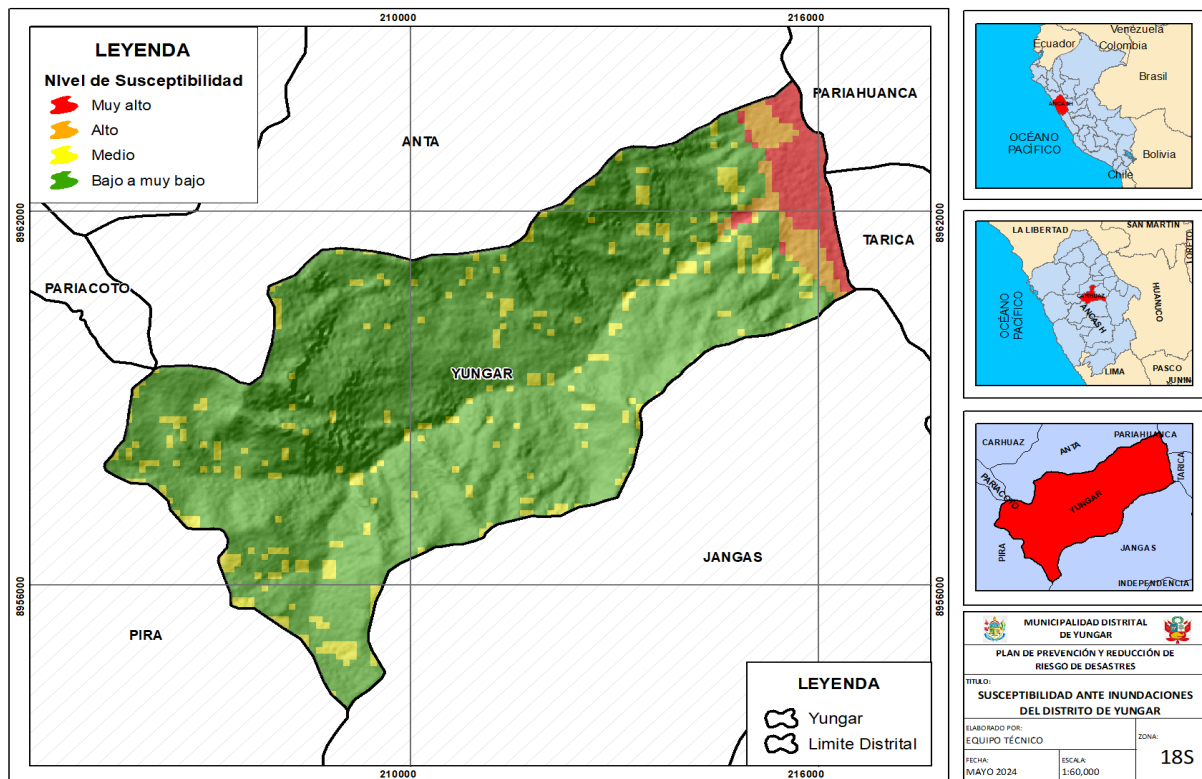 210000
216000
LEYENDA
NIvel de Susceptibilidad
Muy alto
Alto
Medio
Bajo a muy bajo
PARIAHUANCA
ANTA
8962000
8962000
TARICA
PARIACOTO
YUNGAR
JANGAS
8956000
8956000
PIRA
LEYENDA
Yungar
Limite Distrital
210000
216000
Venezuela
Ecuador
Colombia
Brasil
ANCASH
OCÉANO
PACÍFICO
Bolivia
Chile
LA LIBERTAD
SAN MARTIN
LORETO
CARHUAZ
HUANUCO
OCÉANO
PACÍFICO
ANCASH
LIMA
PASCO
JUNIN
CARHUAZ
ANTA
PARIAHUANCA
TARICA
PARIACOTO
YUNGAR
PIRA
JANGAS
INDEPENDENCIA
MUNICIPALIDAD DISTRITAL
DE YUNGAR
PLAN DE PREVENCIÓN Y REDUCCIÓN DE
RIESGO DE DESASTRES
TITULO:
SUSCEPTIBILIDAD ANTE INUNDACIONES
DEL DISTRITO DE YUNGAR
ELABORADO POR:
EQUIPO TÉCNICO
ZONA:
18S
FECHA:
MAYO 2024
ESCALA:
1:60,000